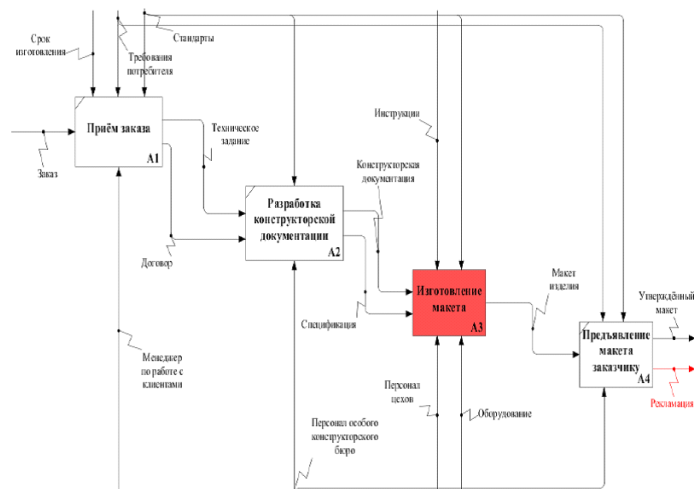 Срок
изготовления
Требования
потребителя
Стандарты
Приём заказа
A1
Заказ
Техническое
задание
Инструкции
Конструкторская
документация
Разработка
конструкторской
документации
A2
Договор
Спецификация
Изготовление
макета
A3
Макет
изделия
Утверждённый
макет
Предъявление
макета
заказчику
A4
Рекламация
Менеджер
по работе с
клиентами
Персонал
цехов
Оборудование
Персонал особого
конструкторского
бюро